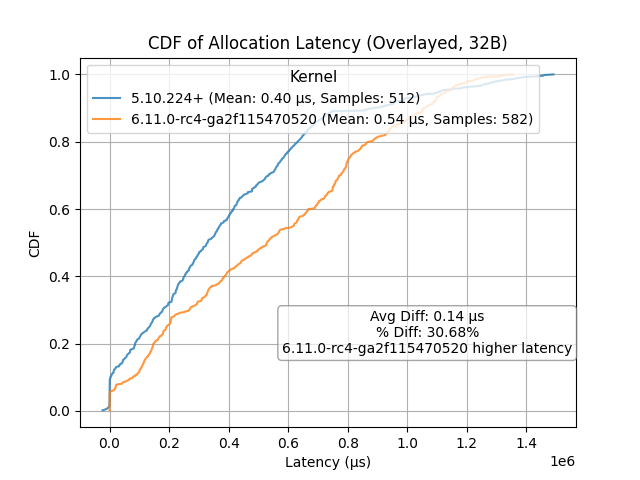 CDF of Allocation Latency (Overlayed, 32B)
Kernel
5.10.224+ (Mean: 0.40 μs, Samples: 512)
6.11.0-rc4-ga2f115470520 (Mean: 0.54 μs, Samples: 582)
1.0
0.8
0.6
0.4
0.2
0.0
CDF
Avg Diff: 0.14 μs
% Diff: 30.68%
6.11.0-rc4-ga2f115470520 higher latency
0.0 0.2 0.4 0.6 0.8 1.0 1.2 1.4
1e6
Latency (μs)